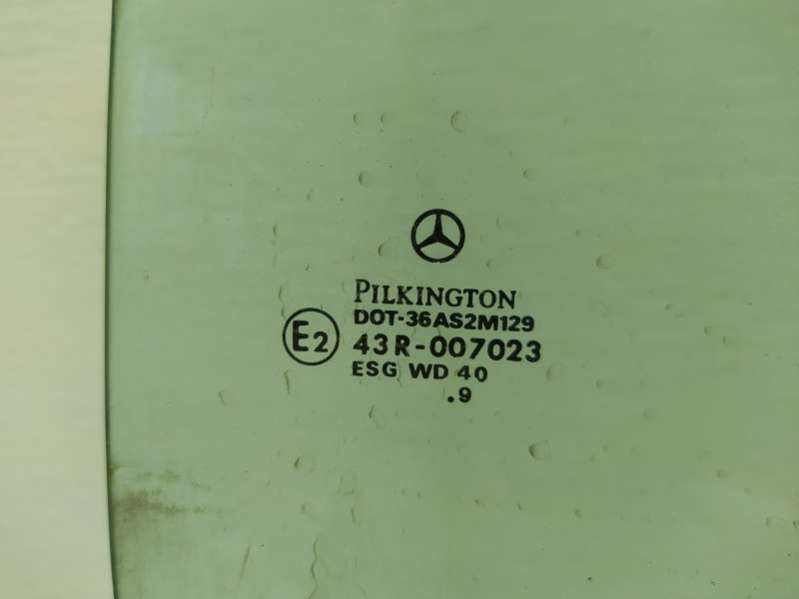 PILKINGTON
DOT-36AS2M129
E2 43R-007023
ESG WD 40
.9